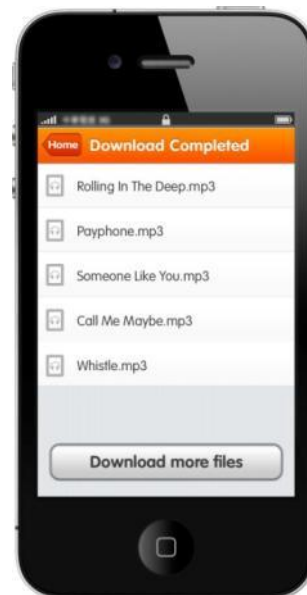 Home
Download Completed
Rolling In The Deep.mp3
Payphone.mp3
Someone Like You.mp3
Call Me Maybe.mp3
Whistle.mp3
Download more files